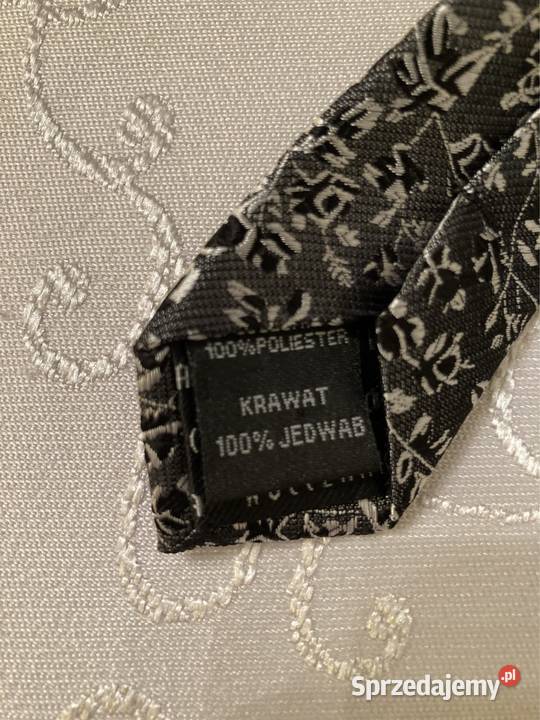 100%POLIESTER
KRAWAT
100% JEDWAB
Sprzedajemy.pl